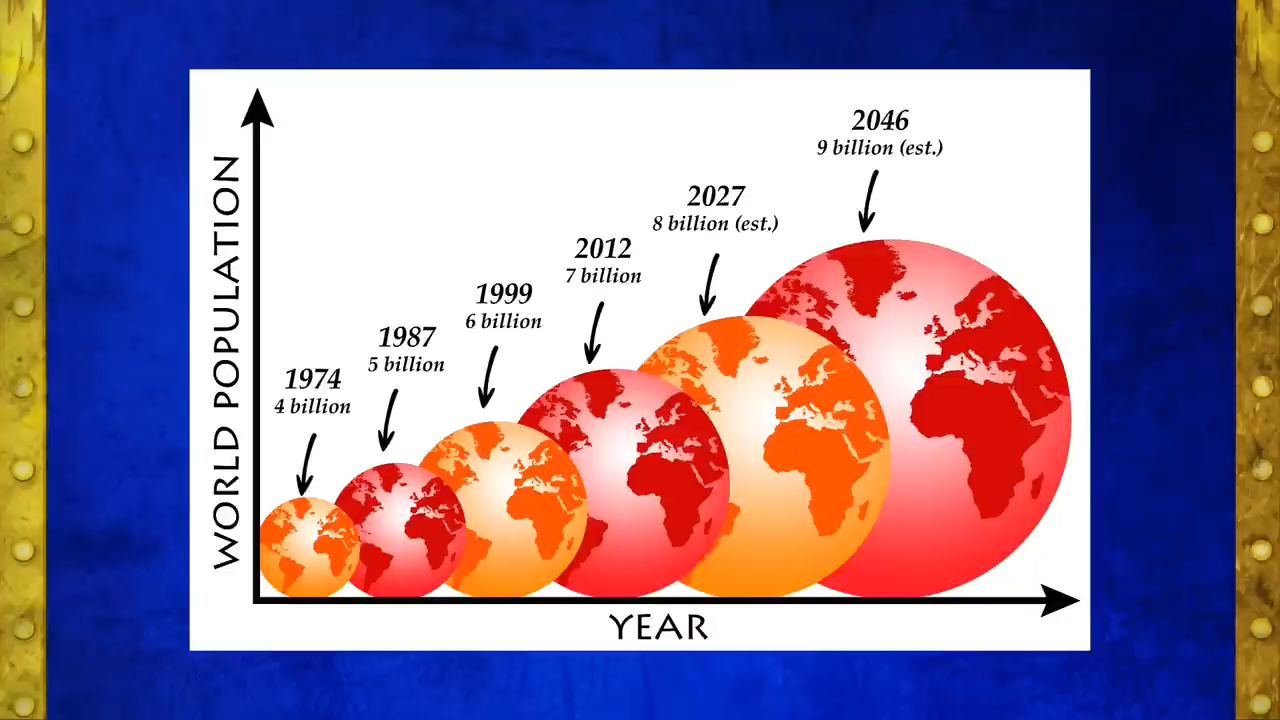 WORLD POPULATION
1974
4 billion
1987
5 billion
1999
6 billion
2012
7 billion
2027
8 billion (est.)
2046
9 billion (est.)
YEAR